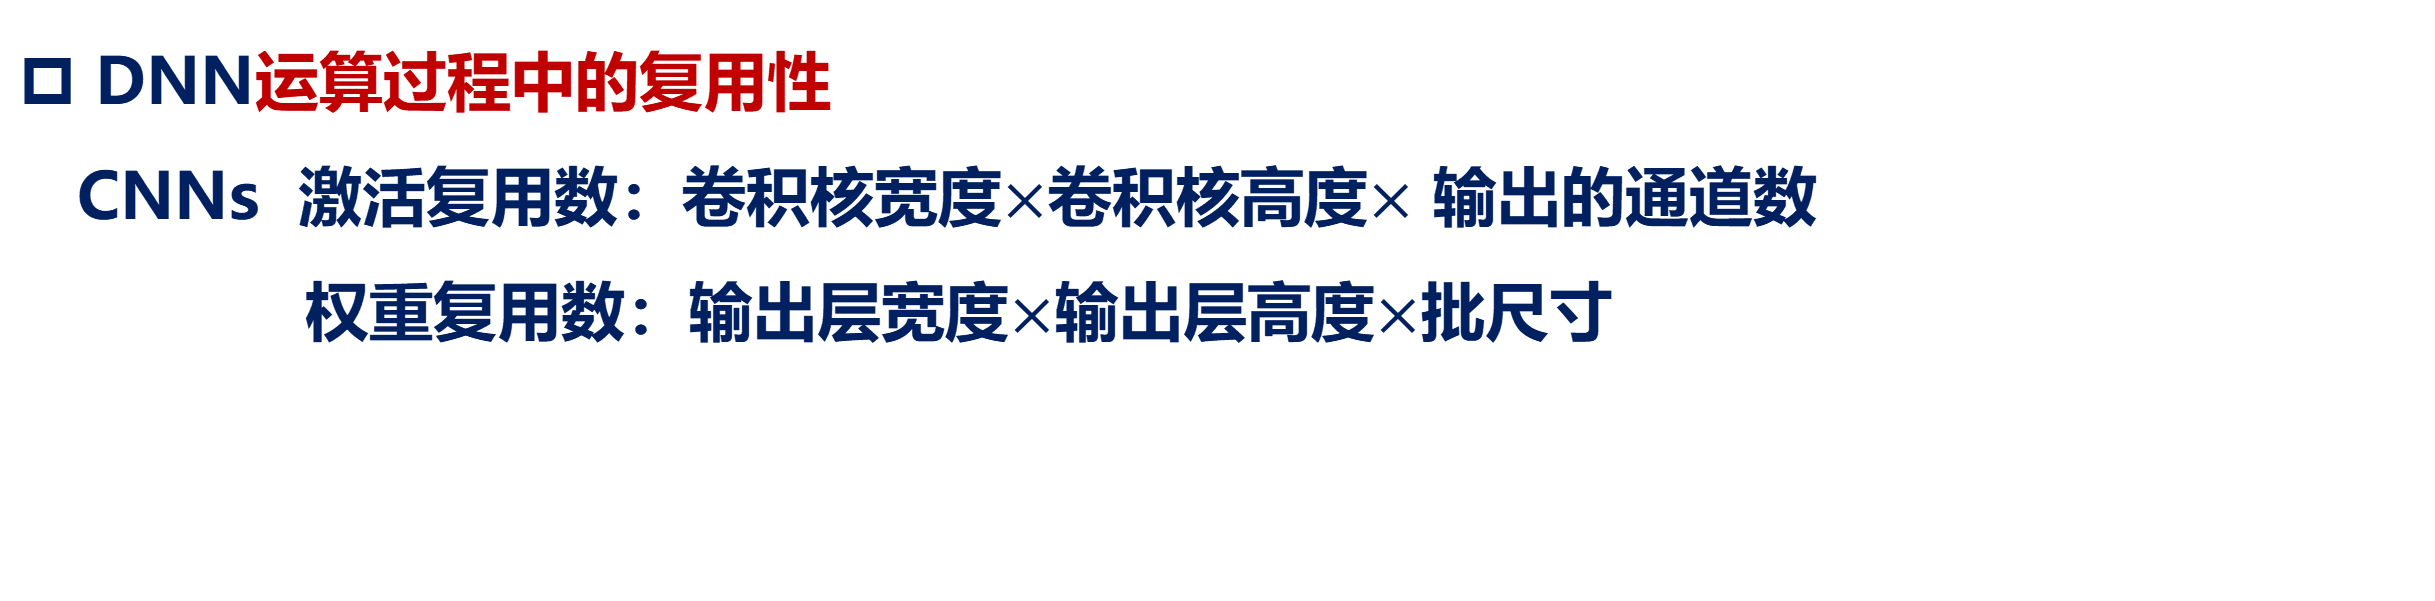 DNN运算过程中的复用性
CNNs 激活复用数：卷积核宽度×卷积核高度× 输出的通道数
权重复用数：输出层宽度×输出层高度×批尺寸